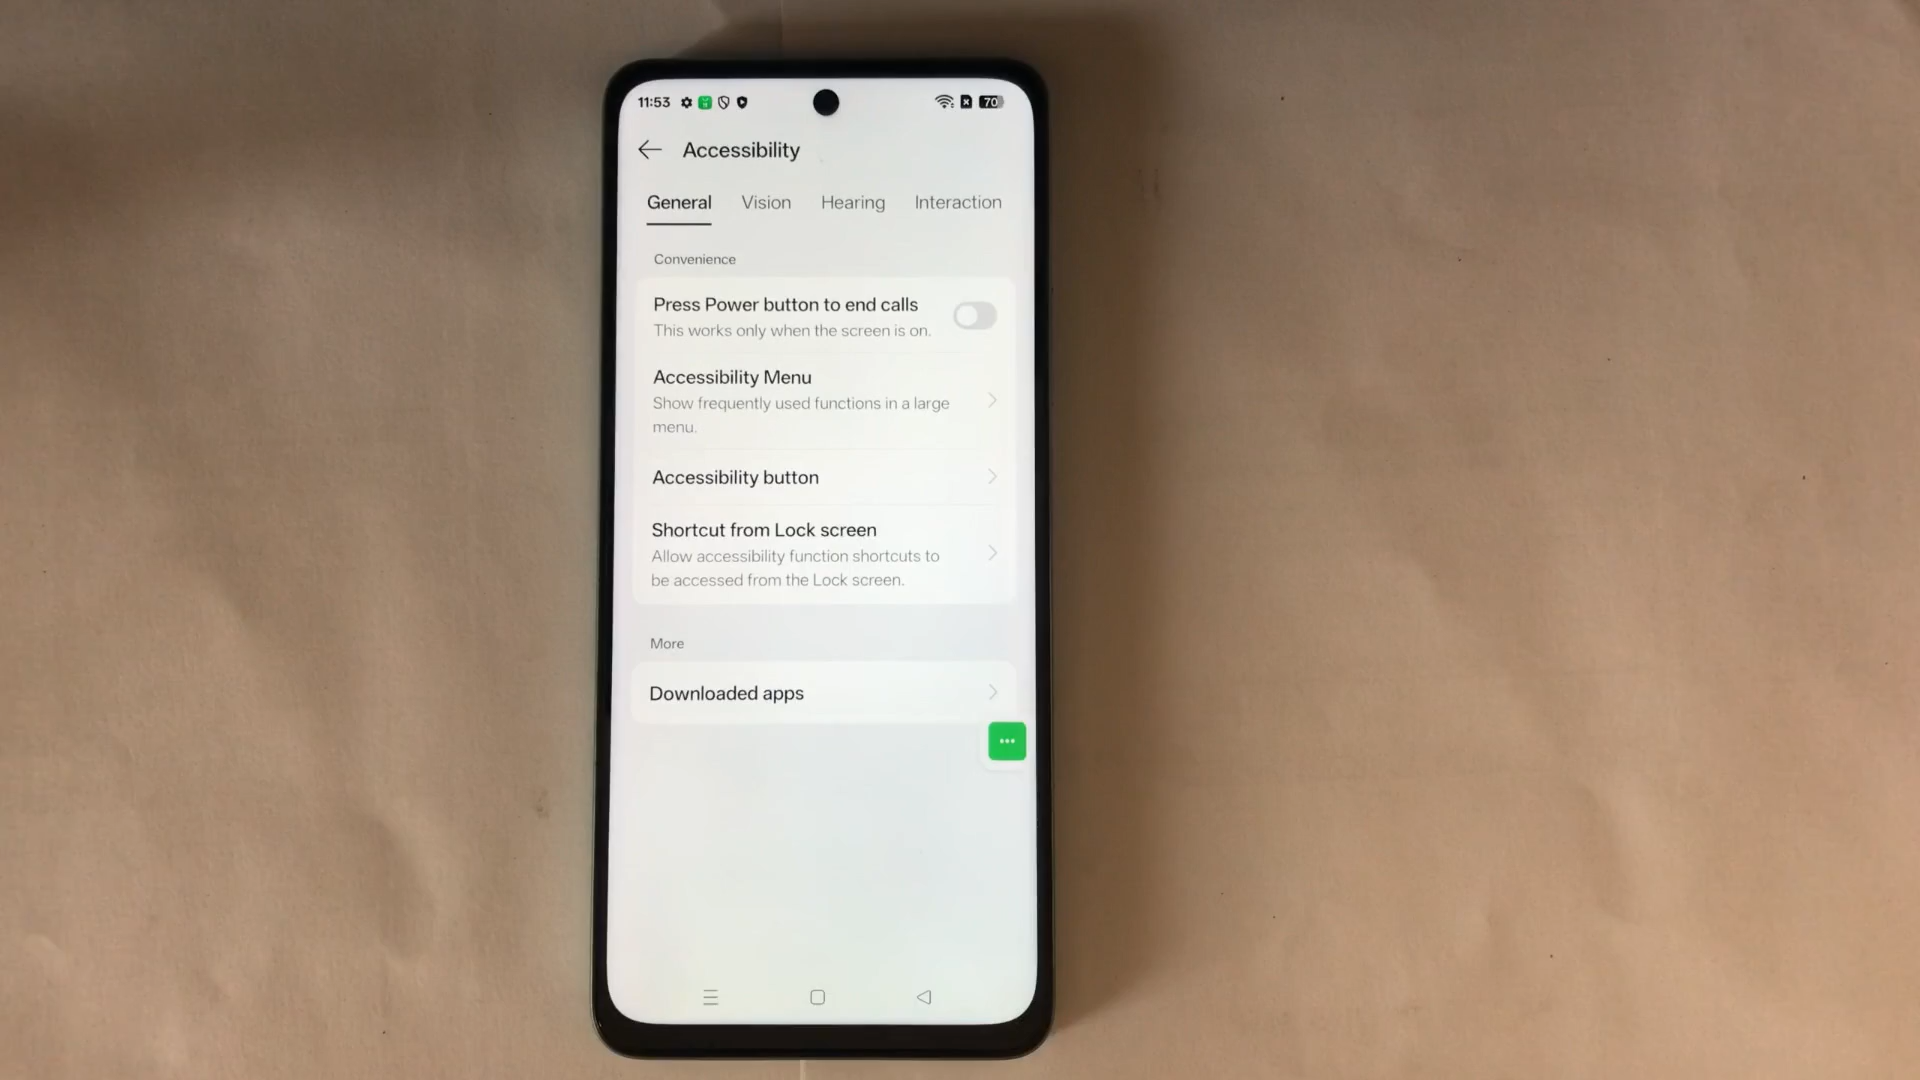 11:53
70
Accessibility
General Vision Hearing Interaction
Convenience
Press Power button to end calls
This works only when the screen is on.
Accessibility Menu
Show frequently used functions in a large
menu.
Accessibility button
Shortcut from Lock screen
Allow accessibility function shortcuts to
be accessed from the Lock screen.
More
Downloaded apps